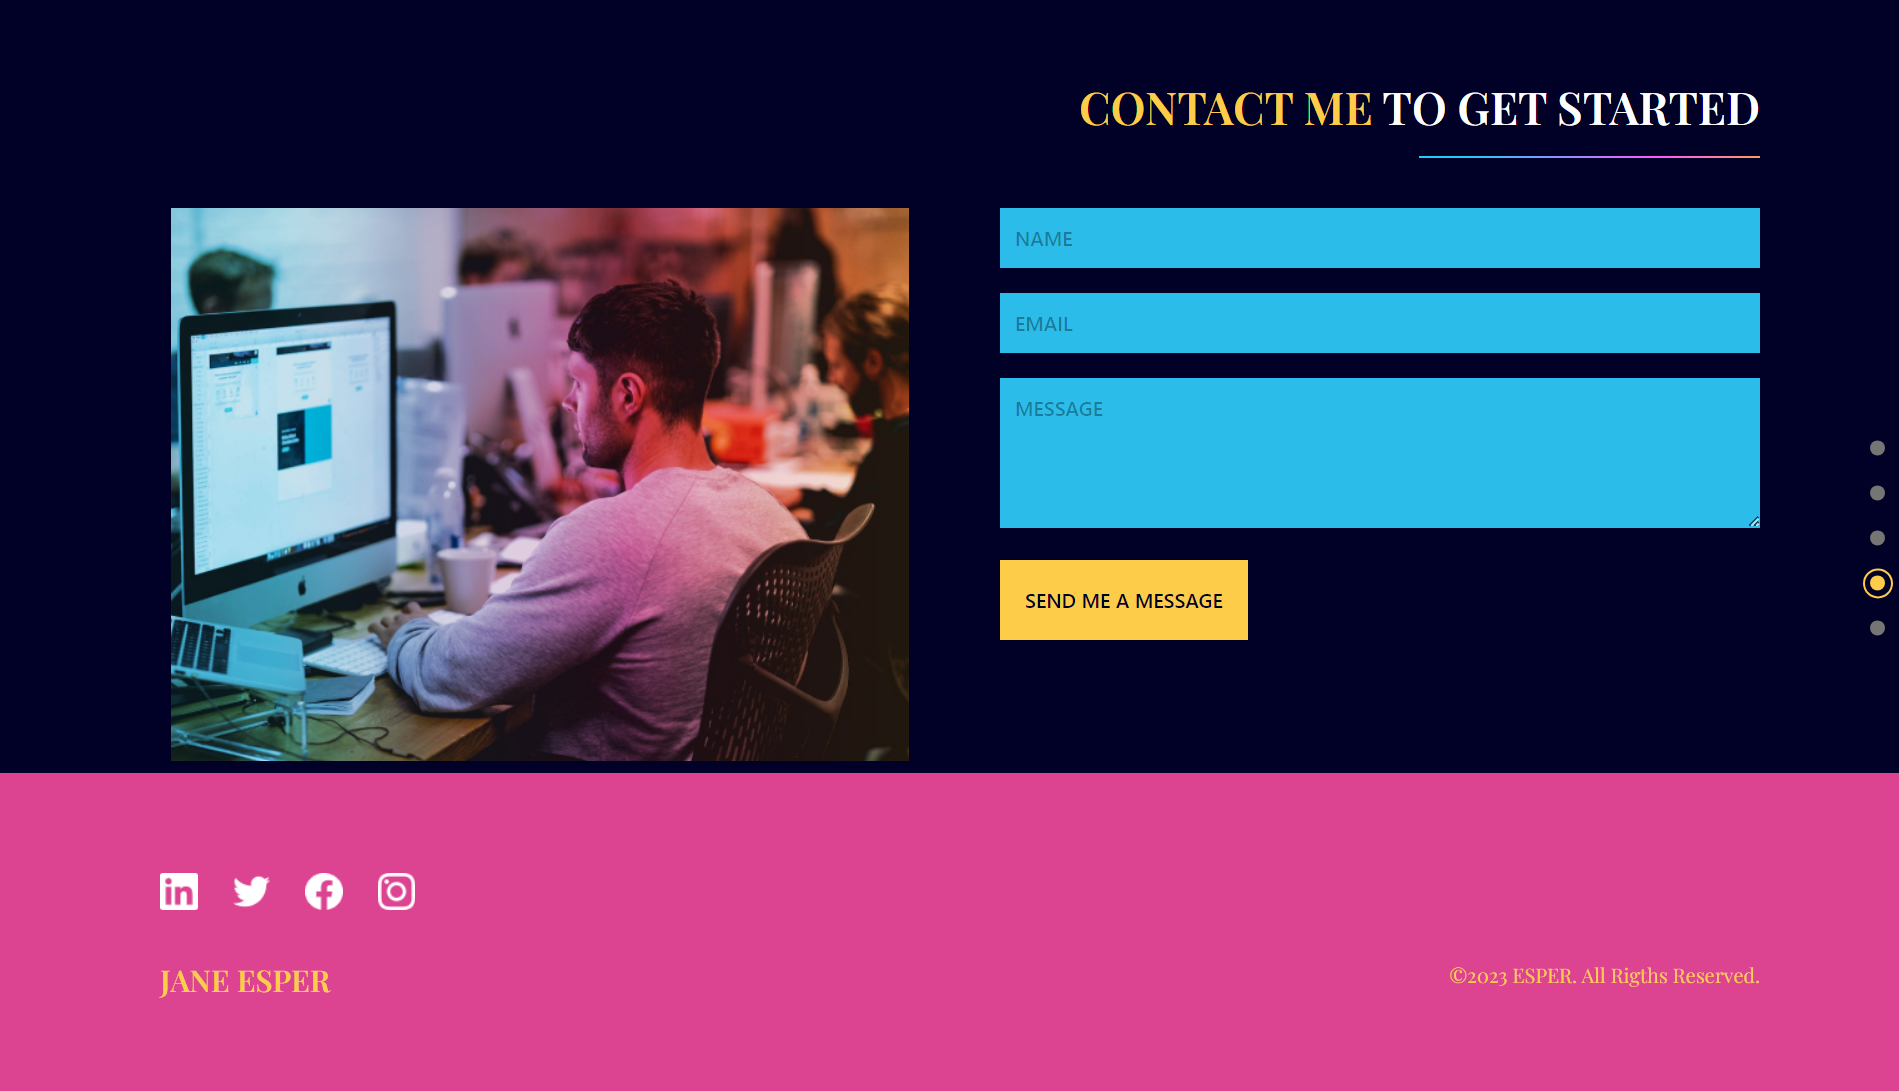 CONTACT ME TO GET STARTED
NAME
EMAIL
MESSAGE
SEND ME A MESSAGE
JANE ESPER
©2023 ESPER. All Rigths Reserved.